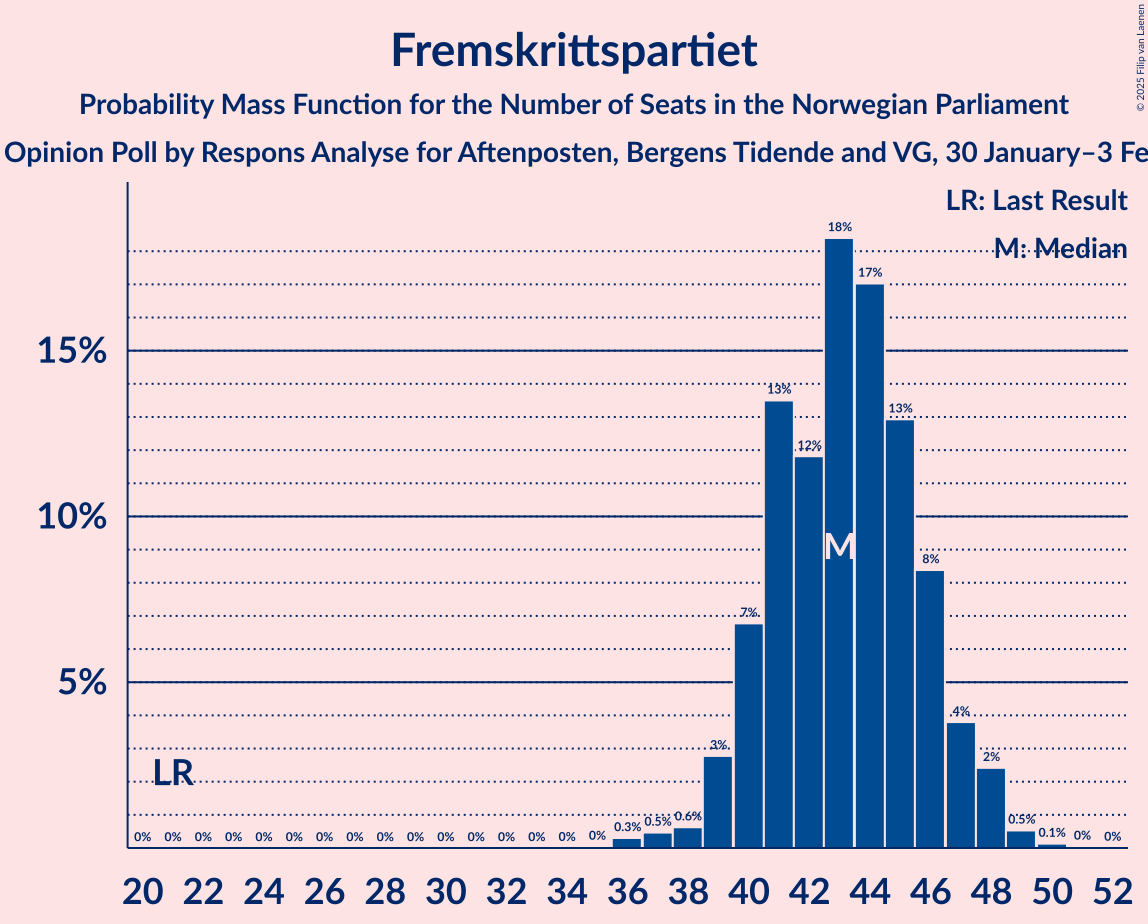 Fremskrittspartiet
Probability Mass Function for the Number of Seats in the Norwegian Parliament
Opinion Poll by Respons Analyse for Aftenposten, Bergens Tidende and VG, 30 January–3 Fe
© 2025 Filip van Laenen
LR: Last Result
M: Median
15%
10%
5%
LR
M
0% 0% 0% 0% 0% 0% 0% 0% 0% 0% 0% 0% 0% 0% 0% 0% 0.3% 0.5% 0.6% 3% 7% 13% 12% 18% 17% 13% 8% 4% 2% 0.5% 0.1% 0% 0%
20 22 24 26 28 30 32 34 36 38 40 42 44 46 48 50 52